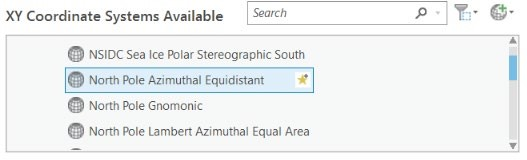 XY Coordinate Systems Available
Search
NSIDC Sea Ice Polar Stereographic South
North Pole Azimuthal Equidistant
North Pole Gnomonic
North Pole Lambert Azimuthal Equal Area